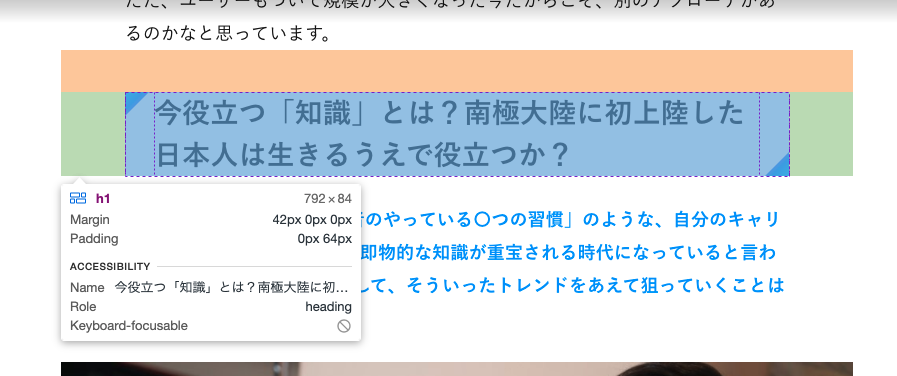 ただ、ユーザーもついて規模が大きくなった今だからこそ、別のアプローチがあ
るのかなと思っています。
今役立つ「知識」とは？南極大陸に初上陸した
日本人は生きるうえで役立つか？
h1 792×84
Margin 42px 0px 0px
Padding 0px 64px
ACCESSIBILITY
Name 今役立つ「知識」とは？南極大陸に初…
Role heading
Keyboard-focusable
のやっている〇つの習慣」のような、自分のキャリ
即物的な知識が重宝される時代になっていると言わ
して、そういったトレンドをあえて狙っていくことは